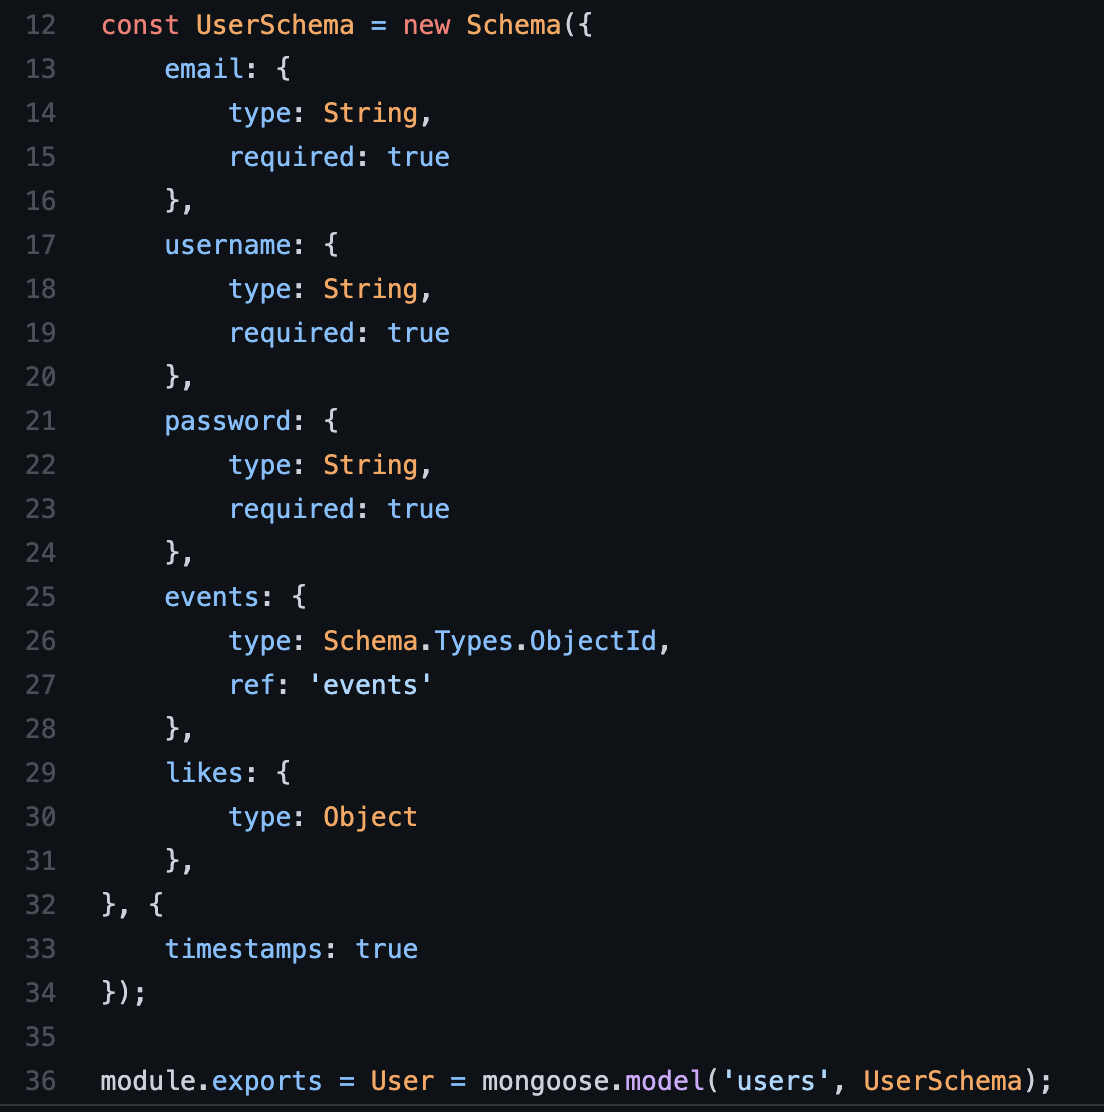 12 const UserSchema = new Schema({
13     email: {
14         type: String,
15         required: true
16     },
17     username: {
18         type: String,
19         required: true
20     },
21     password: {
22         type: String,
23         required: true
24     },
25     events: {
26         type: Schema.Types.ObjectId,
27         ref: 'events'
28     },
29     likes: {
30         type: Object
31     },
32 }, {
33     timestamps: true
34 });
35
36 module.exports = User = mongoose.model('users', UserSchema);